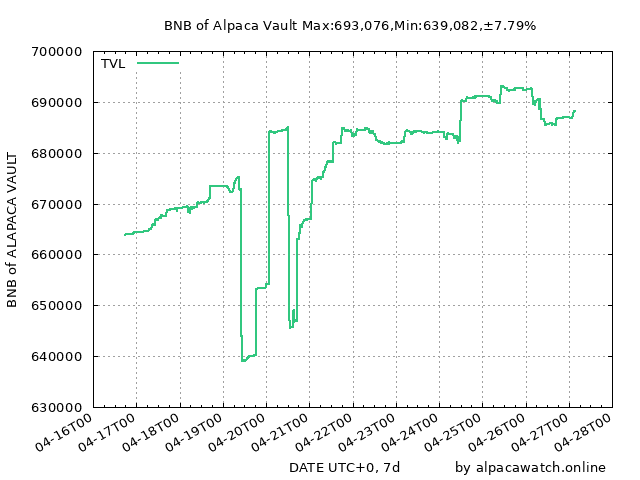 BNB of Alpaca Vault Max:693,076,Min:639,082,±7.79%
700000
TVL
690000
680000
670000
660000
650000
640000
630000
BNB of ALAPACA VAULT
04-16T00
04-17T00
04-18T00
04-19T00
04-20T00
04-21T00
04-22T00
04-23T00
04-24T00
04-25T00
04-26T00
04-27T00
04-28T00
DATE UTC+0, 7d
by alpacawatch.online